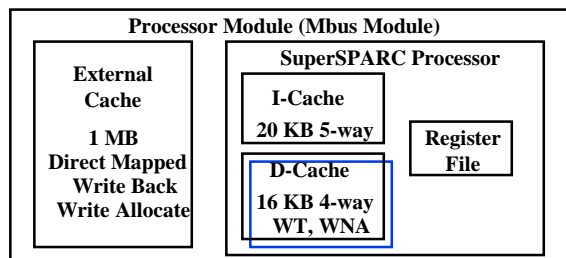 Processor Module (Mbus Module)
External
Cache
1 MB
Direct Mapped
Write Back
Write Allocate
SuperSPARC Processor
I-Cache
20 KB 5-way
D-Cache
16 KB 4-way
WT, WNA
Register
File